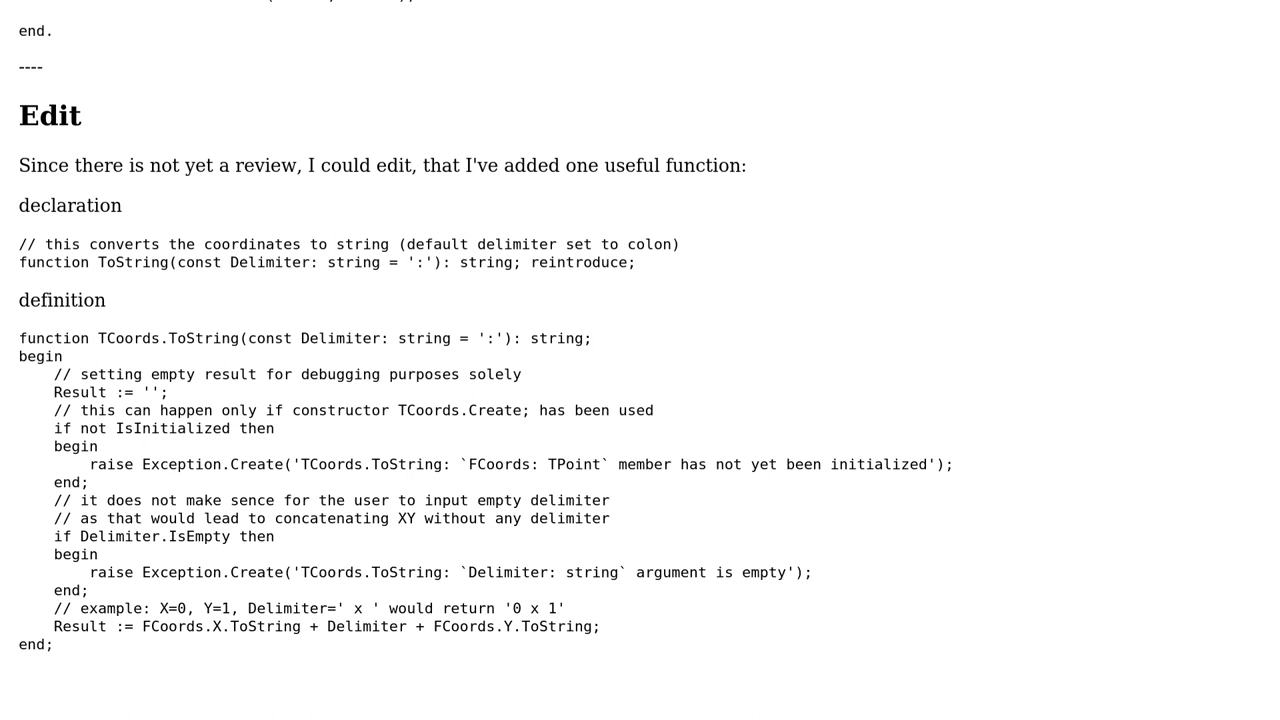 end.
----
Edit
Since there is not yet a review, I could edit, that I've added one useful function:
declaration
// this converts the coordinates to string (default delimiter set to colon)
function ToString(const Delimiter: string = ':'): string; reintroduce;
definition
function TCoords.ToString(const Delimiter: string = ':'): string;
begin
    // setting empty result for debugging purposes solely
    Result := '';
    // this can happen only if constructor TCoords.Create; has been used
    if not IsInitialized then
    begin
        raise Exception.Create('TCoords.ToString: `FCoords: TPoint` member has not yet been initialized');
    end;
    // it does not make sence for the user to input empty delimiter
    // as that would lead to concatenating XY without any delimiter
    if Delimiter.IsEmpty then
    begin
        raise Exception.Create('TCoords.ToString: `Delimiter: string` argument is empty');
    end;
    // example: X=0, Y=1, Delimiter=' x ' would return '0 x 1'
    Result := FCoords.X.ToString + Delimiter + FCoords.Y.ToString;
end;